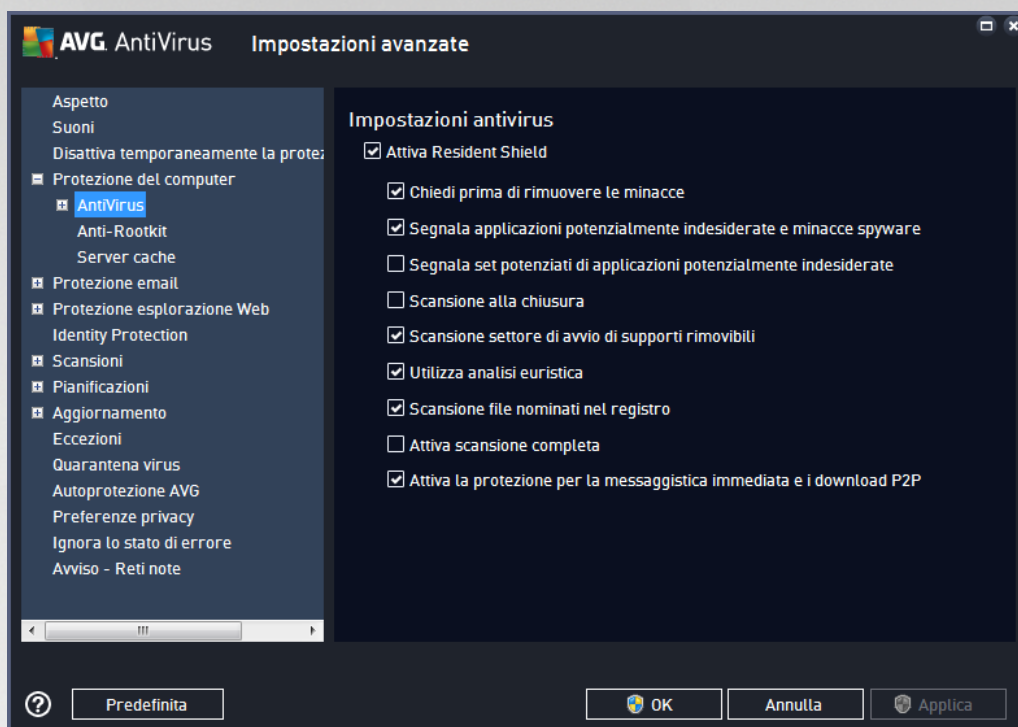 AVG AntiVirus
Impostazioni avanzate
Aspetto
Suoni
Disattiva temporaneamente la protez
Protezione del computer
AntiVirus
Anti-Rootkit
Server cache
Protezione email
Protezione esplorazione Web
Identity Protection
Scansioni
Pianificazioni
Aggiornamento
Eccezioni
Quarantena virus
Autoprotezione AVG
Preferenze privacy
Ignora lo stato di errore
Avviso - Reti note
Impostazioni antivirus
Attiva Resident Shield
Chiedi prima di rimuovere le minacce
Segnala applicazioni potenzialmente indesiderate e minacce spyware
Segnala set potenziati di applicazioni potenzialmente indesiderate
Scansione alla chiusura
Scansione settore di avvio di supporti rimovibili
Utilizza analisi euristica
Scansione file nominati nel registro
Attiva scansione completa
Attiva la protezione per la messaggistica immediata e i download P2P
Predefinita
OK
Annulla
Applica